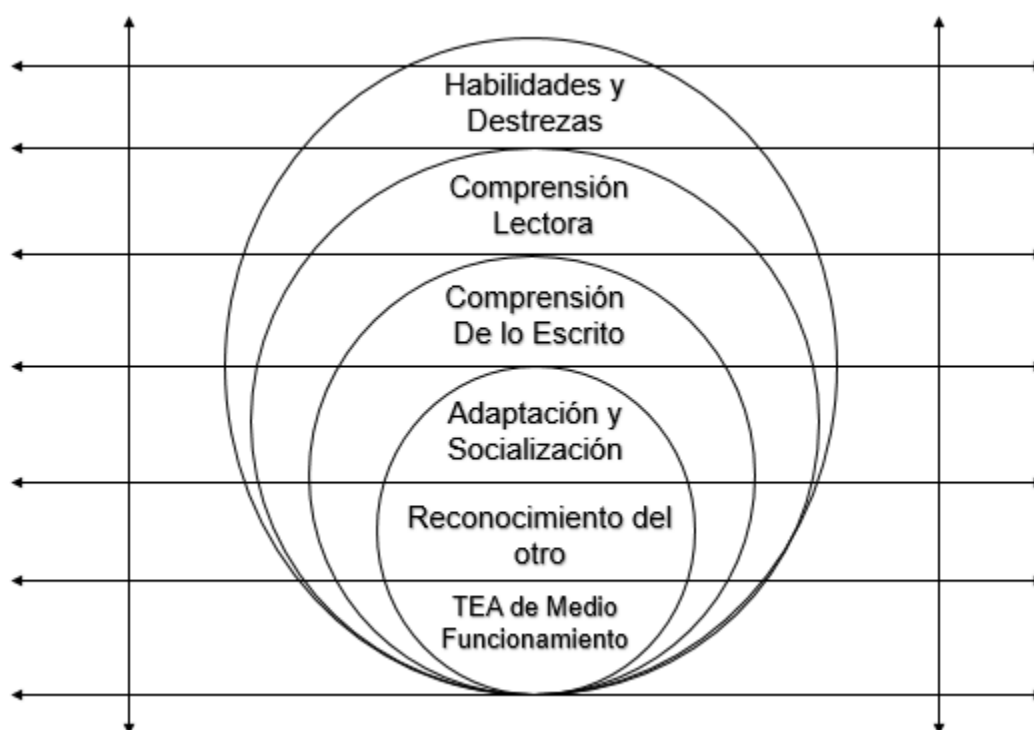 Habilidades y
Destrezas
Comprensión
Lectora
Comprensión
De lo Escrito
Adaptación y
Socialización
Reconocimiento del
otro
TEA de Medio
Funcionamiento